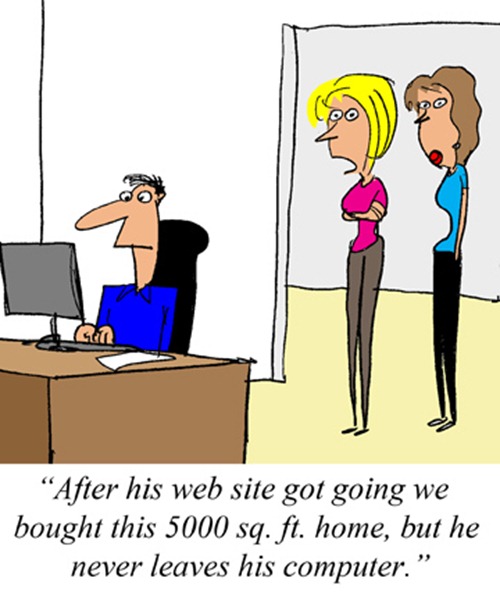 “After his web site got going we
bought this 5000 sq. ft. home, but he
never leaves his computer.”